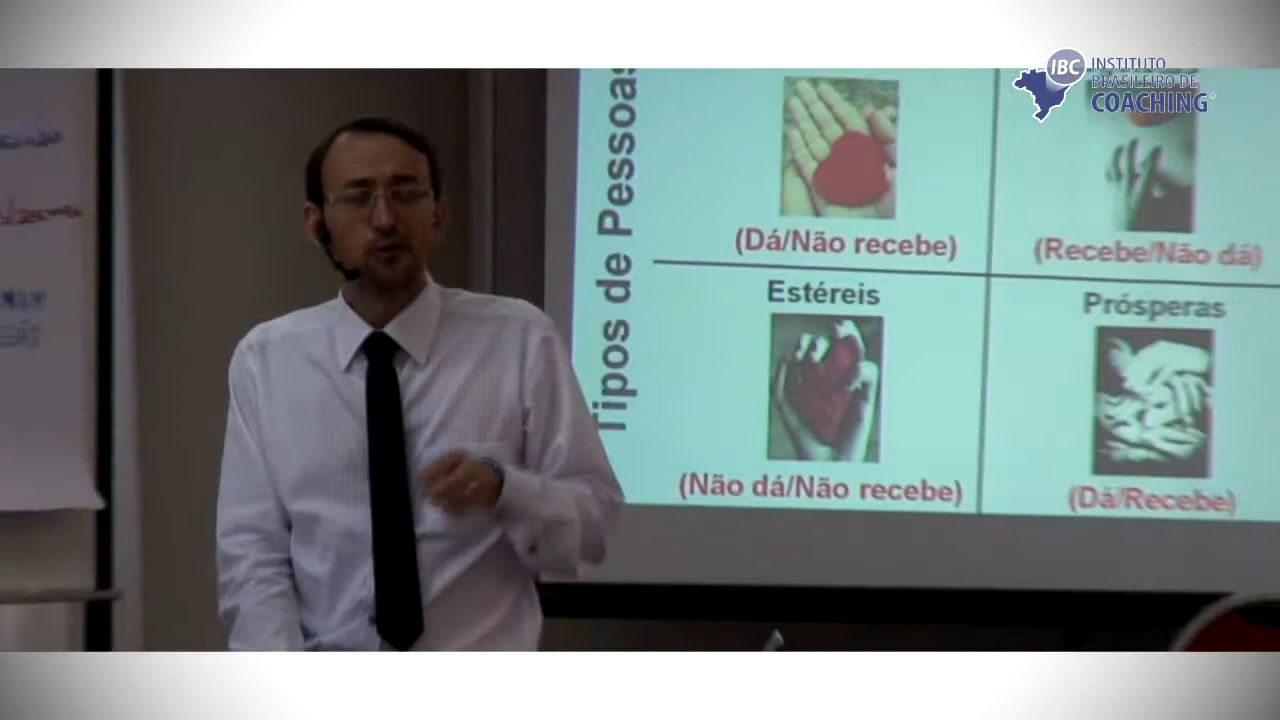 IBC INSTITUTO
BRASILEIRO DE
COACHING
Tipos de Pessoas
(Dá/Não recebe)
(Recebe/Não dá)
Estéreis
Prósperas
(Não dá/Não recebe)
(Dá/Recebe)